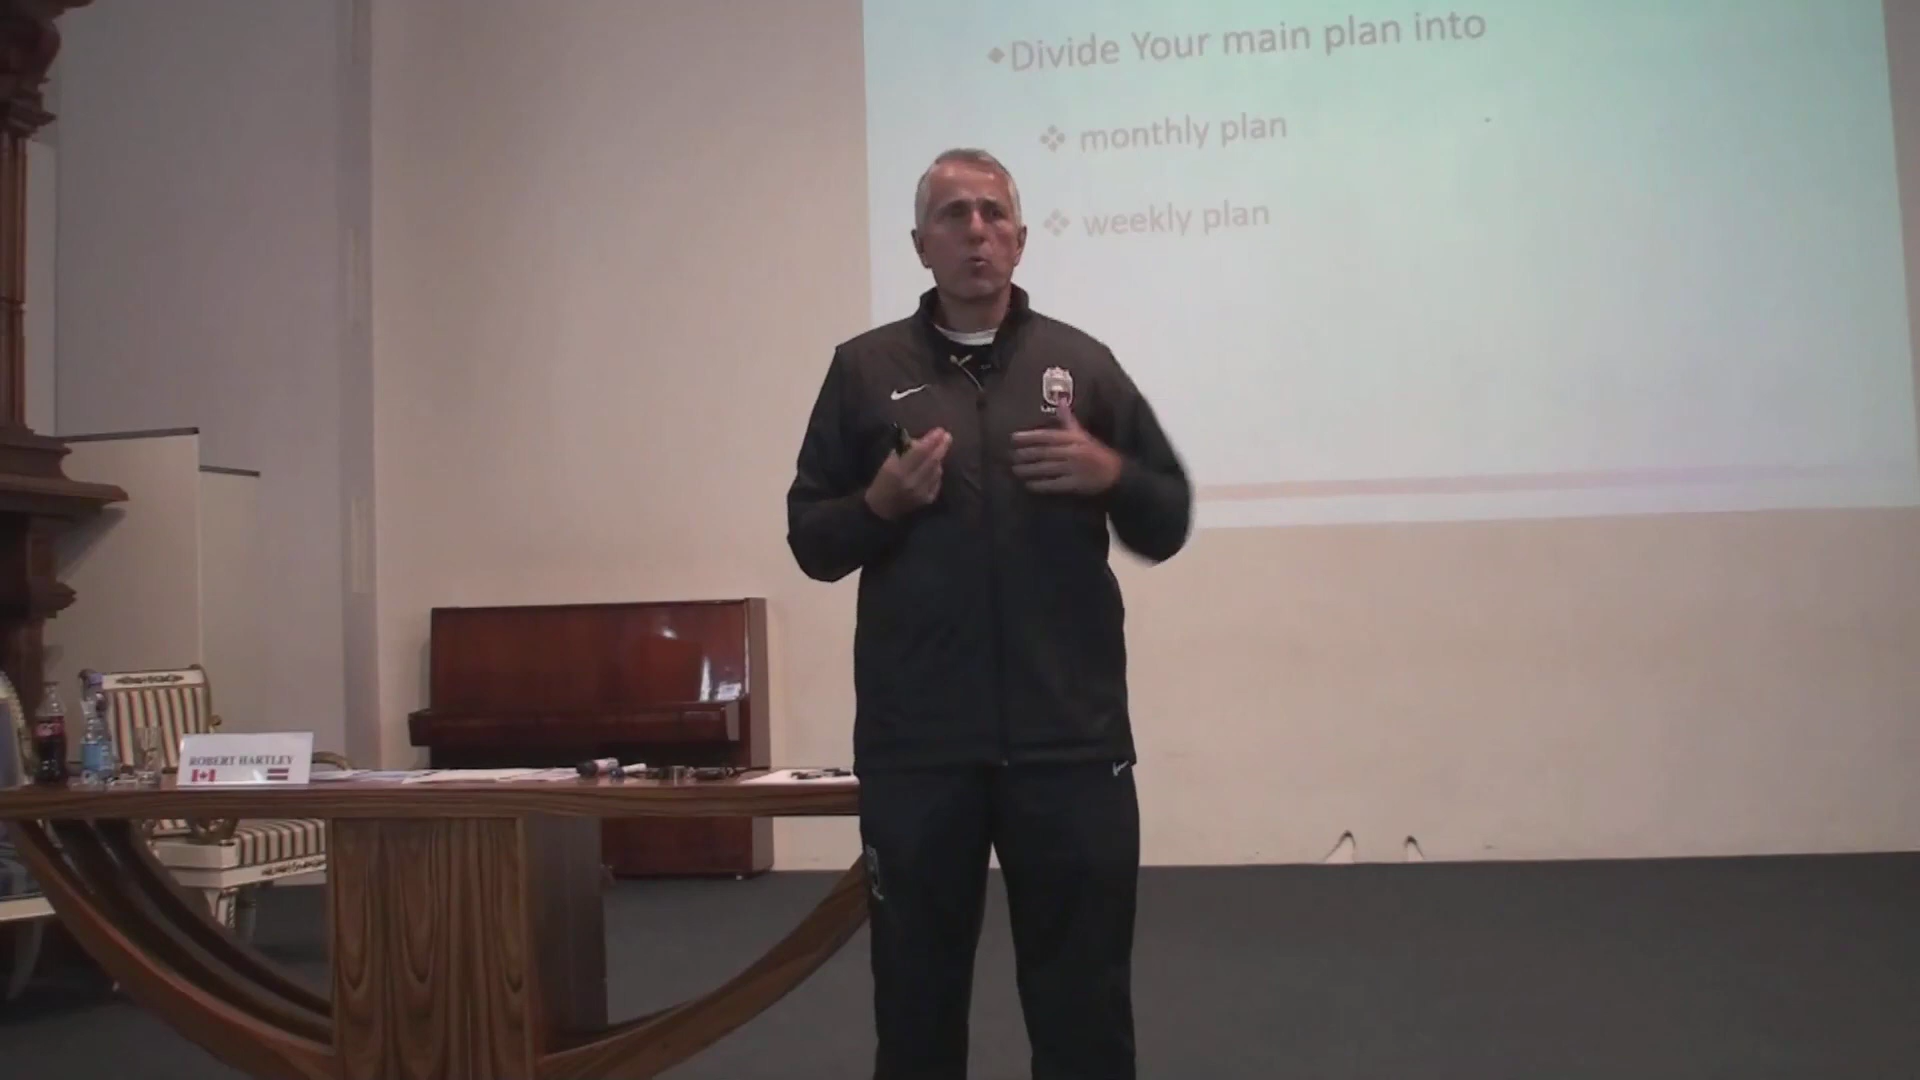 Divide Your main plan into
monthly plan
weekly plan
ROBERT HARTLEY